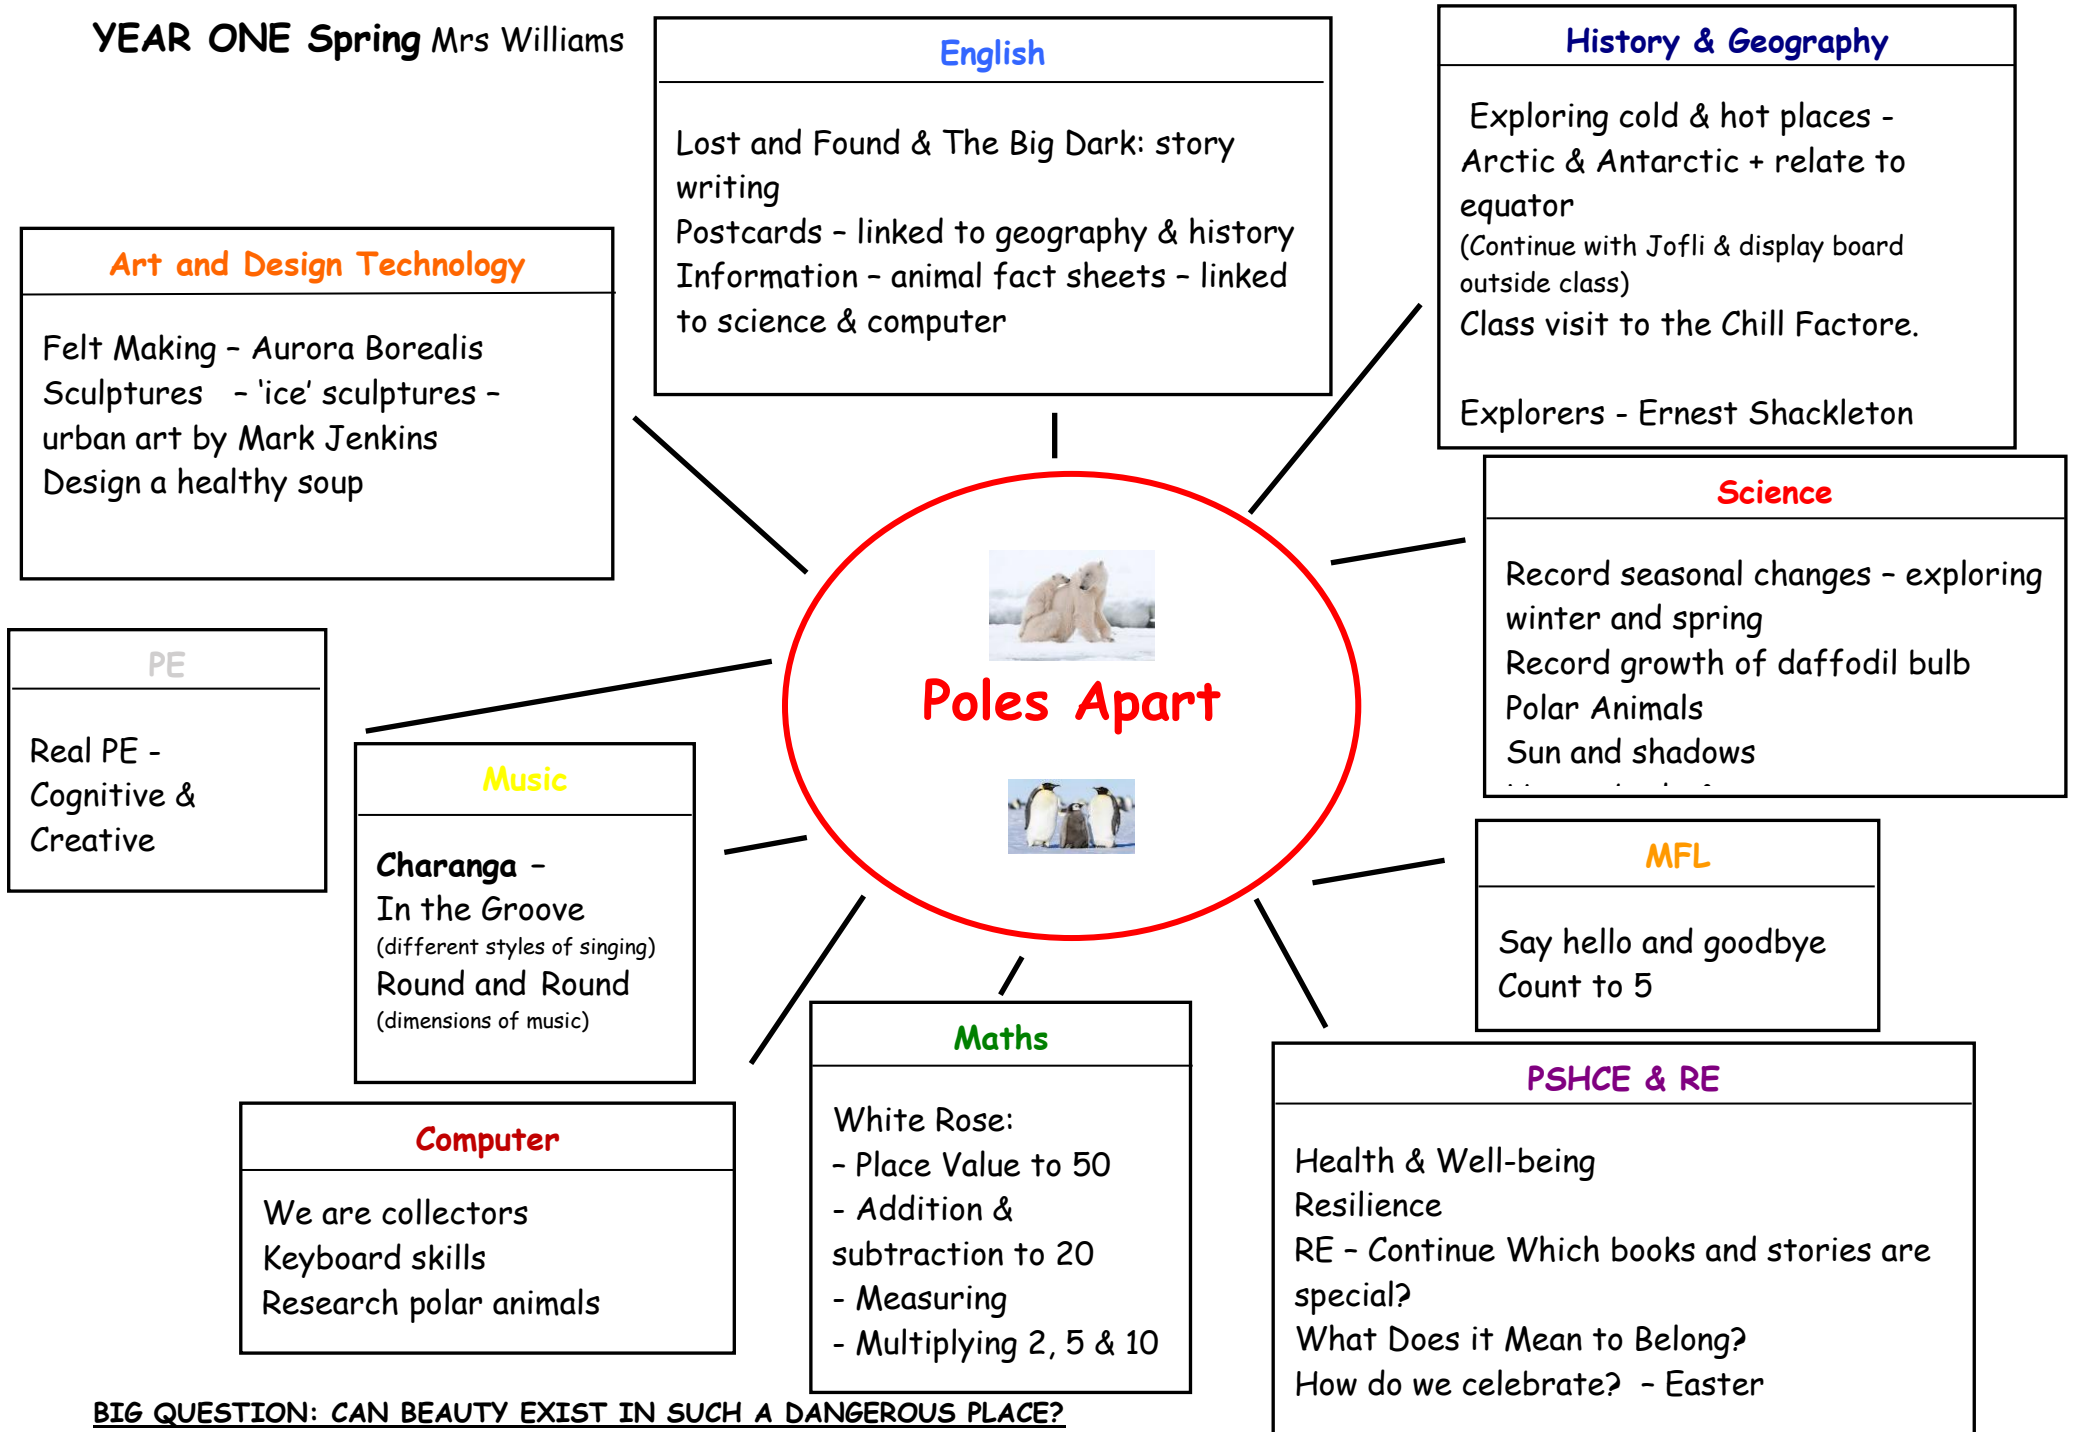 YEAR ONE Spring Mrs Williams
English
Lost and Found & The Big Dark: story
writing
Postcards – linked to geography & history
Information – animal fact sheets – linked
to science & computer
History & Geography
Exploring cold & hot places -
Arctic & Antarctic + relate to
equator
(Continue with Jofli & display board
outside class)
Class visit to the Chill Factore.
Explorers - Ernest Shackleton
Art and Design Technology
Felt Making – Aurora Borealis
Sculptures – ‘ice’ sculptures –
urban art by Mark Jenkins
Design a healthy soup
Science
Record seasonal changes – exploring
winter and spring
Record growth of daffodil bulb
Polar Animals
Sun and shadows
Poles Apart
PE
Real PE -
Cognitive &
Creative
Music
Charanga –
In the Groove
(different styles of singing)
Round and Round
(dimensions of music)
MFL
Say hello and goodbye
Count to 5
Computer
We are collectors
Keyboard skills
Research polar animals
Maths
White Rose:
– Place Value to 50
- Addition &
subtraction to 20
- Measuring
- Multiplying 2, 5 & 10
PSHCE & RE
Health & Well-being
Resilience
RE – Continue Which books and stories are
special?
What Does it Mean to Belong?
How do we celebrate? – Easter
BIG QUESTION: CAN BEAUTY EXIST IN SUCH A DANGEROUS PLACE?